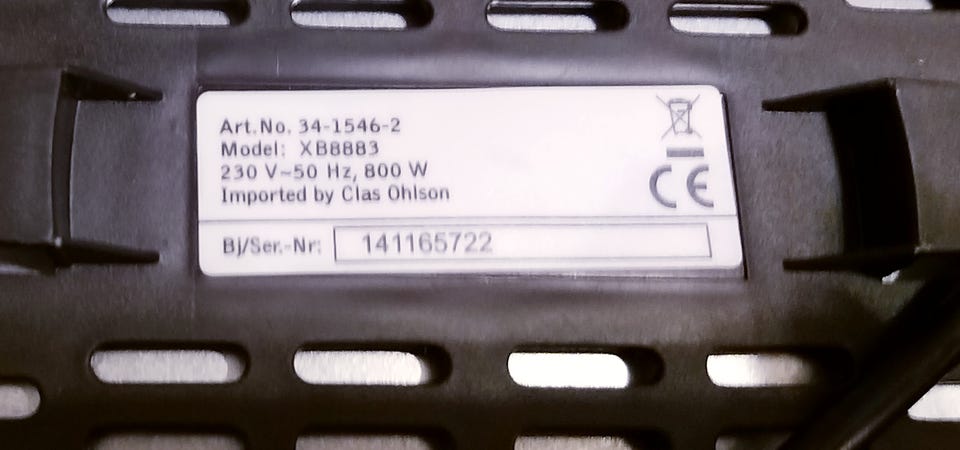 Art.No. 34-1546-2
Model: XB8883
230 V~50 Hz, 800 W
Imported by Clas Ohlson
CE
Bj/Ser.-Nr: 141165722